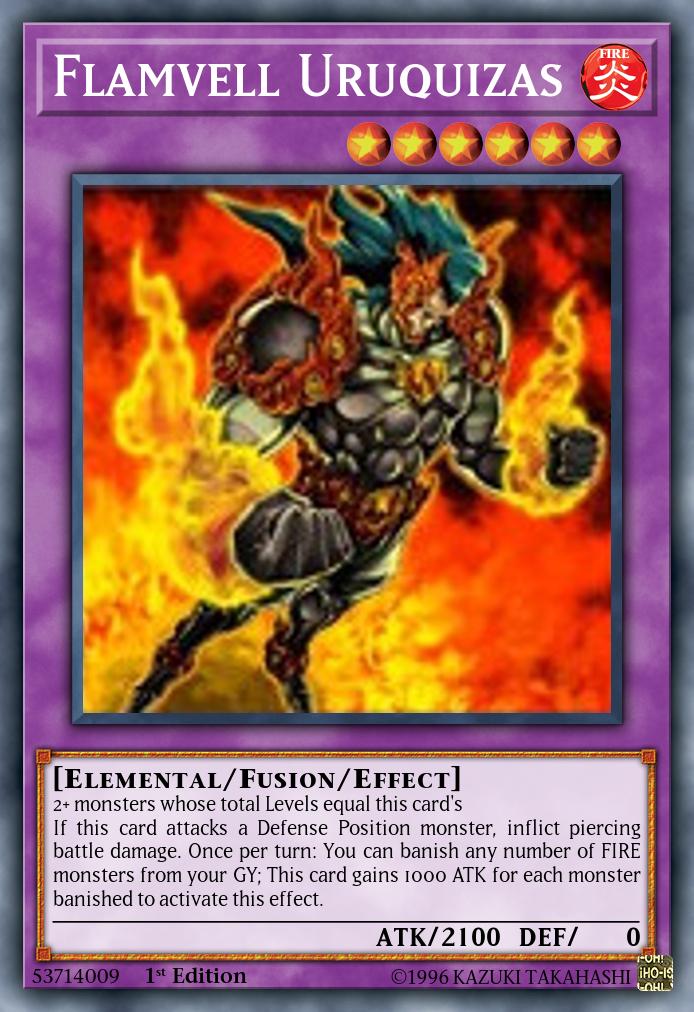 Flamvell Uruquizas
FIRE
炎
[Elemental/Fusion/Effect]
2+ monsters whose total Levels equal this card's
If this card attacks a Defense Position monster, inflict piercing
battle damage. Once per turn: You can banish any number of FIRE
monsters from your GY; This card gains 1000 ATK for each monster
banished to activate this effect.
ATK/2100 DEF/ 0
53714009 1st Edition ©1996 KAZUKI TAKAHASHI